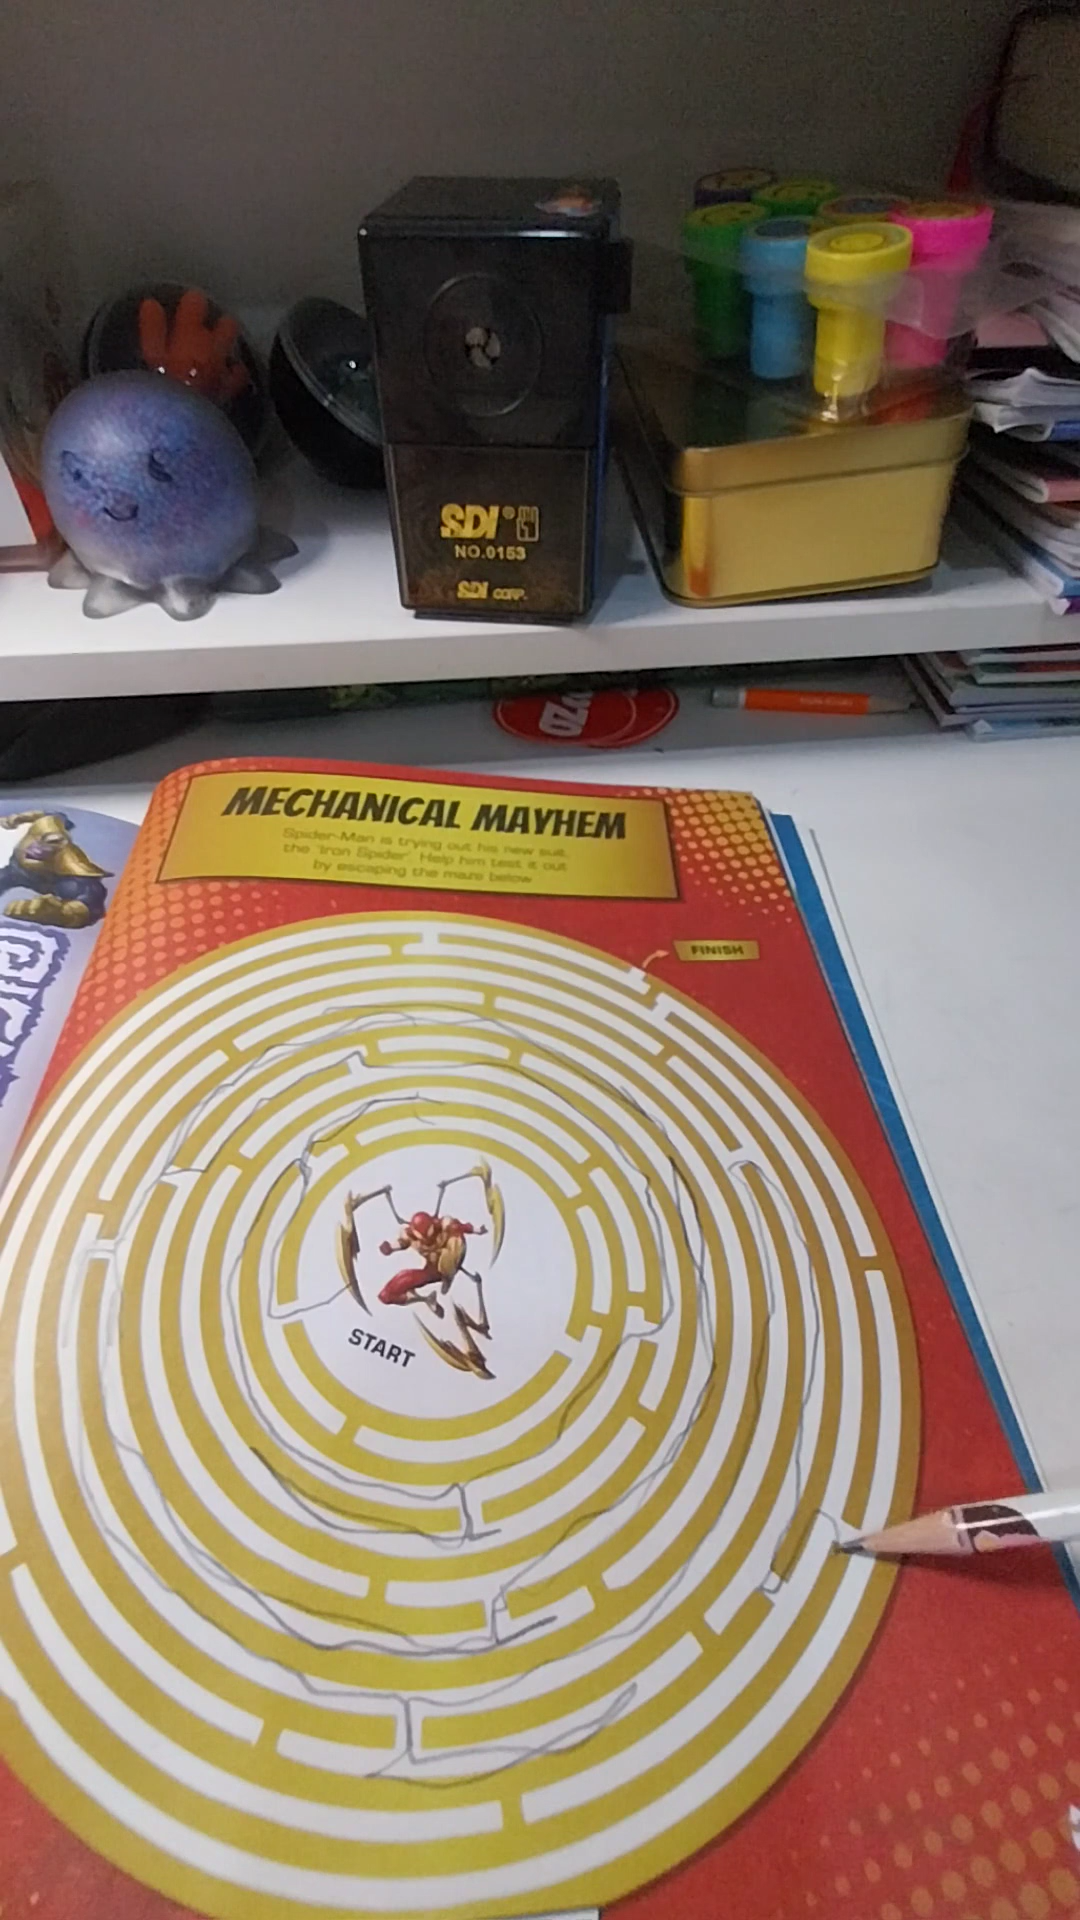 SDI®
NO.0153
SDI CORP.
MECHANICAL MAYHEM
Spider-Man is trying out his new suit,
the 'Iron Spider'. Help him test it out
by escaping the maze below
FINISH
START